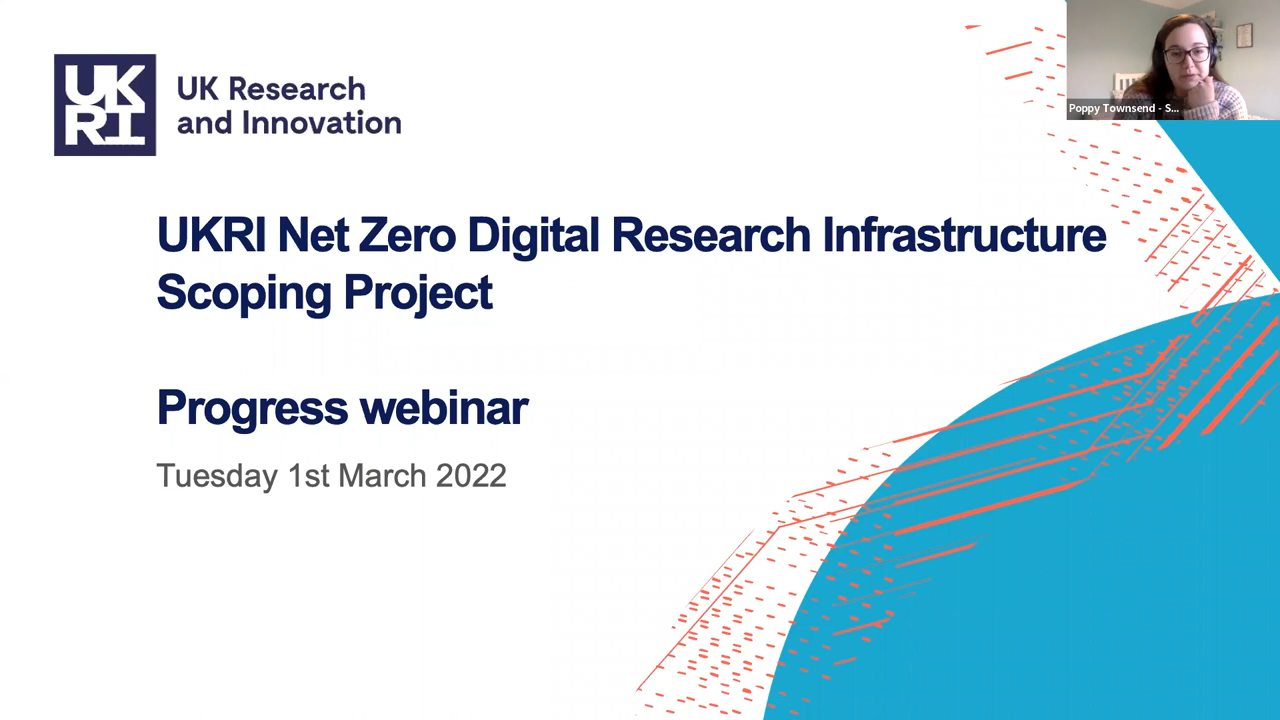 UK
RI
UK Research
and Innovation
Poppy Townsend - S...
UKRI Net Zero Digital Research Infrastructure
Scoping Project
Progress webinar
Tuesday 1st March 2022